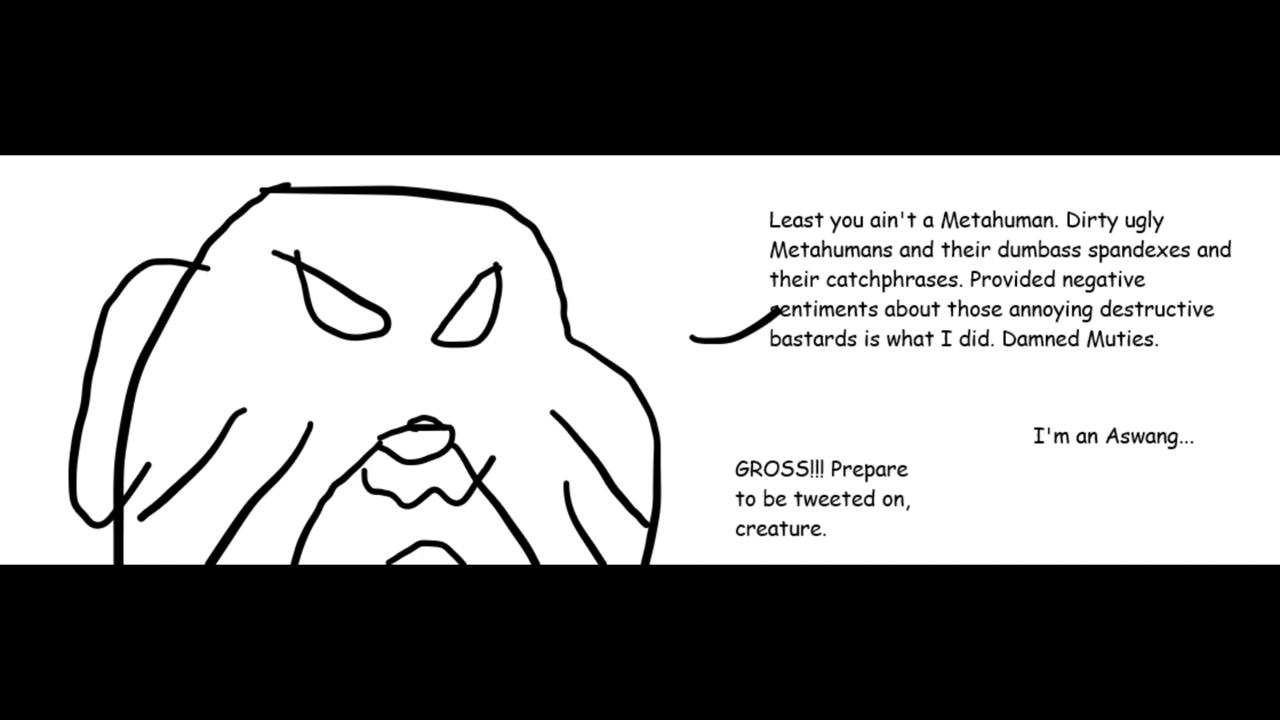 Least you ain't a Metahuman. Dirty ugly
Metahumans and their dumbass spandexes and
their catchphrases. Provided negative
sentiments about those annoying destructive
bastards is what I did. Damned Muties.
I'm an Aswang...
GROSS!!! Prepare
to be tweeted on,
creature.